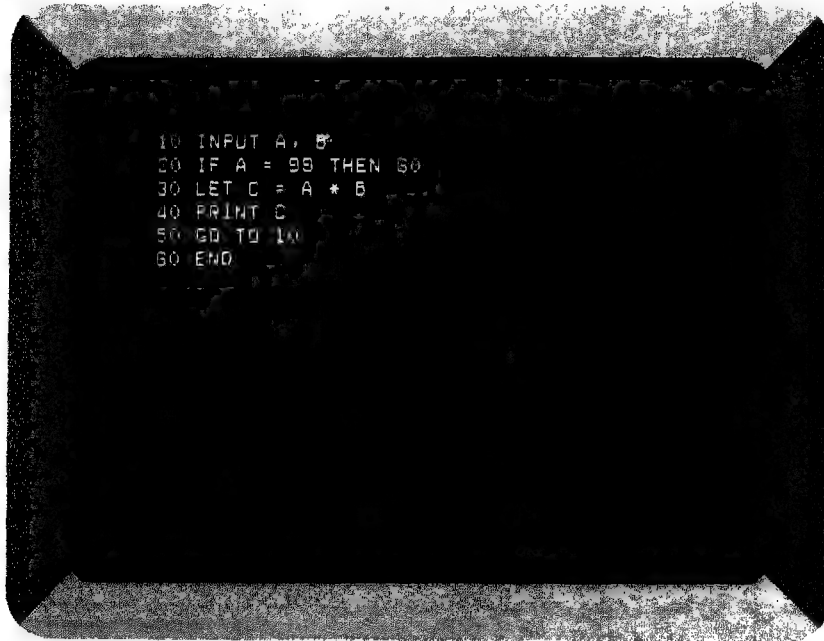 10 INPUT A, B
20 IF A = 99 THEN 60
30 LET C = A * B
40 PRINT C
50 GO TO 10
60 END